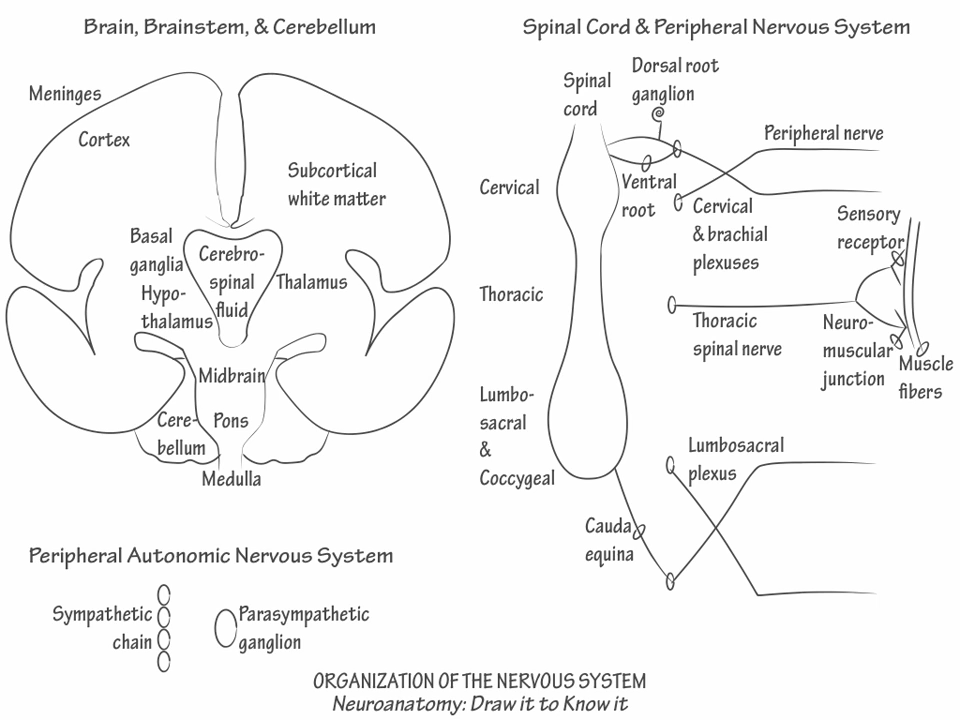 Brain, Brainstem, & Cerebellum
Meninges
Cortex
Subcortical
white matter
Basal
ganglia
Cerebro-
spinal
fluid
Thalamus
Hypo-
thalamus
Midbrain
Cere-
bellum
Pons
Medulla
Peripheral Autonomic Nervous System
Sympathetic
chain
Parasympathetic
ganglion
Spinal Cord & Peripheral Nervous System
Spinal
cord
Dorsal root
ganglion
Peripheral nerve
Cervical
Ventral
root
Cervical
& brachial
plexuses
Sensory
receptor
Thoracic
Thoracic
spinal nerve
Neuro-
muscular
junction
Muscle
fibers
Lumbo-
sacral
&
Coccygeal
Lumbosacral
plexus
Cauda
equina
ORGANIZATION OF THE NERVOUS SYSTEM
Neuroanatomy: Draw it to Know it